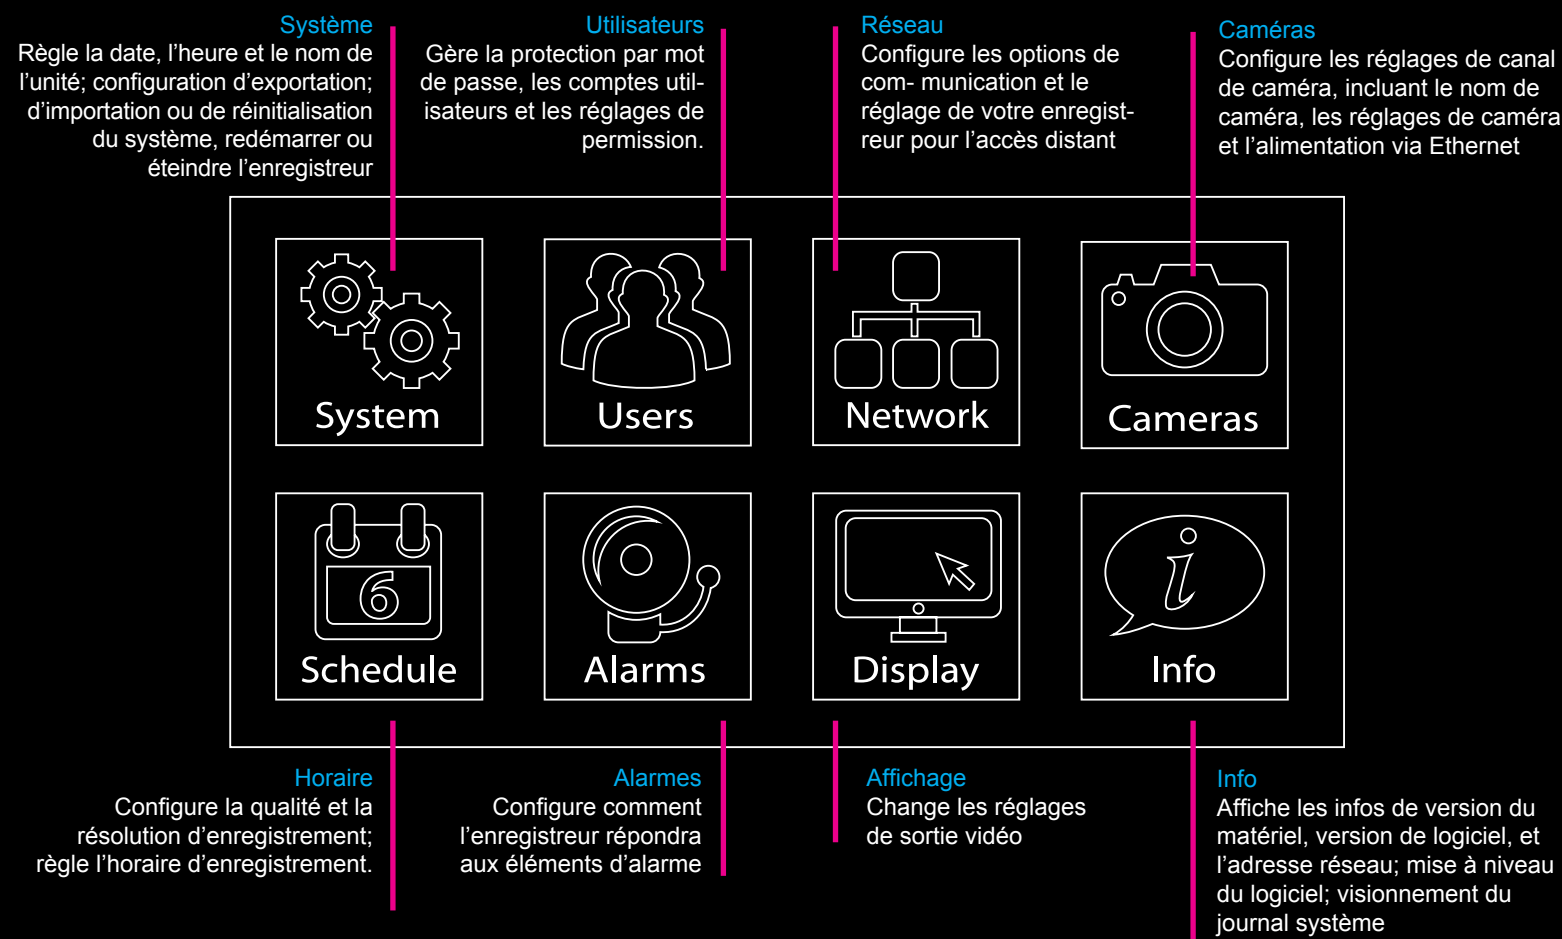 Système
Règle la date, l’heure et le nom de
l’unité; configuration d’exportation;
d’importation ou de réinitialisation
du système, redémarrer ou
éteindre l’enregistreur
Utilisateurs
Gère la protection par mot
de passe, les comptes util-
isateurs et les réglages de
permission.
Réseau
Configure les options de
com- munication et le
réglage de votre enregist-
reur pour l’accès distant
Caméras
Configure les réglages de canal
de caméra, incluant le nom de
caméra, les réglages de caméra
et l’alimentation via Ethernet
System
Users
Network
Cameras
6
Schedule
Alarms
Display
i
Info
Horaire
Configure la qualité et la
résolution d’enregistrement;
règle l’horaire d’enregistrement.
Alarmes
Configure comment
l’enregistreur répondra
aux éléments d’alarme
Affichage
Change les réglages
de sortie vidéo
Info
Affiche les infos de version du
matériel, version de logiciel, et
l’adresse réseau; mise à niveau
du logiciel; visionnement du
journal système